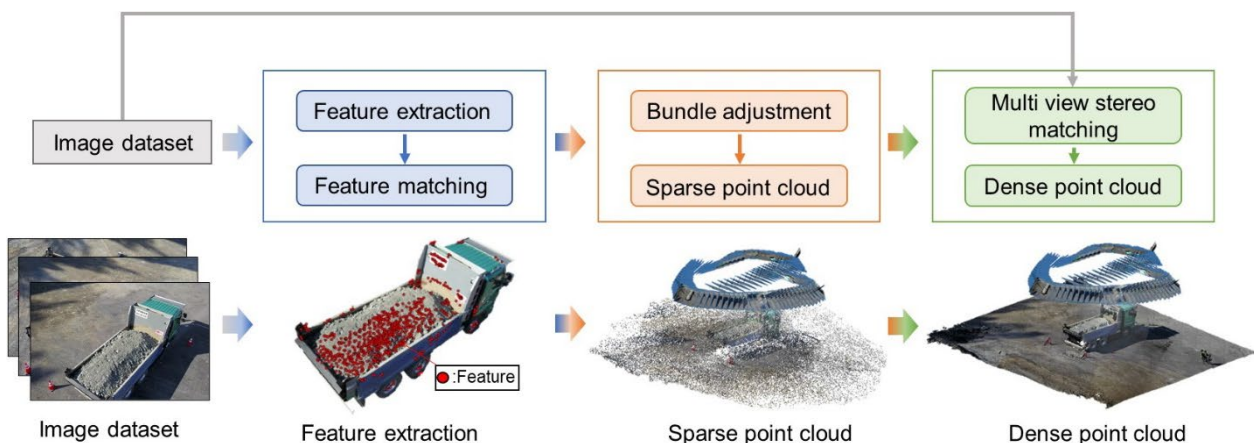 Image dataset
Feature extraction
Feature matching
Bundle adjustment
Sparse point cloud
Multi view stereo
matching
Dense point cloud
:Feature
Image dataset
Feature extraction
Sparse point cloud
Dense point cloud